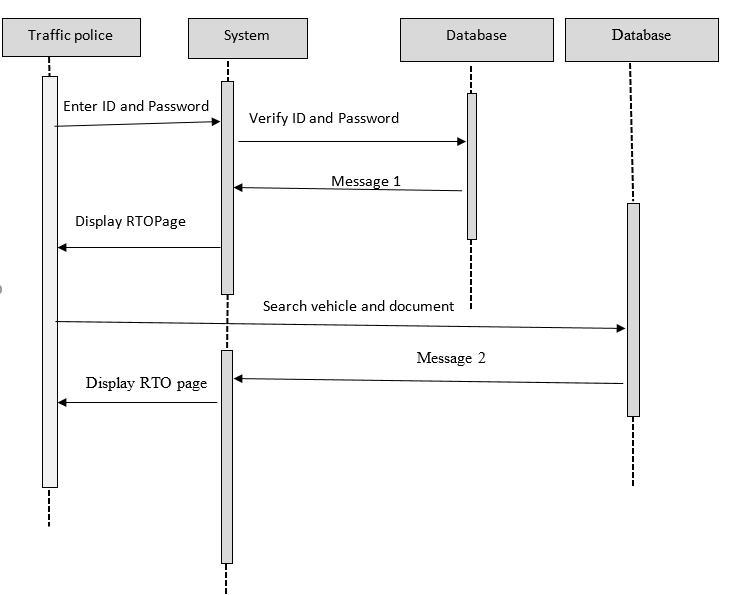 Traffic police
System
Database
Database
Enter ID and Password
Verify ID and Password
Message 1
Display RTOPage
Search vehicle and document
Message 2
Display RTO page